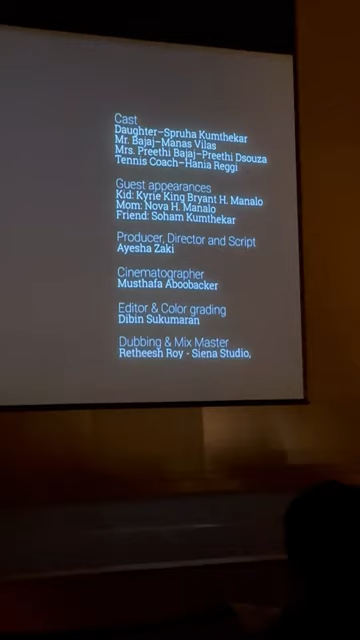 Cast
Daughter–Spruha Kumthekar
Mr. Bajaj–Manas Vilas
Mrs. Preethi Bajaj–Preethi Dsouza
Tennis Coach–Hania Reggi
Guest appearances
Kid: Kyrie King Bryant H. Manalo
Mom: Nova H. Manalo
Friend: Soham Kumthekar
Producer, Director and Script
Ayesha Zaki
Cinematographer
Musthafa Aboobacker
Editor & Color grading
Dibin Sukumaran
Dubbing & Mix Master
Retheesh Roy - Siena Studio,